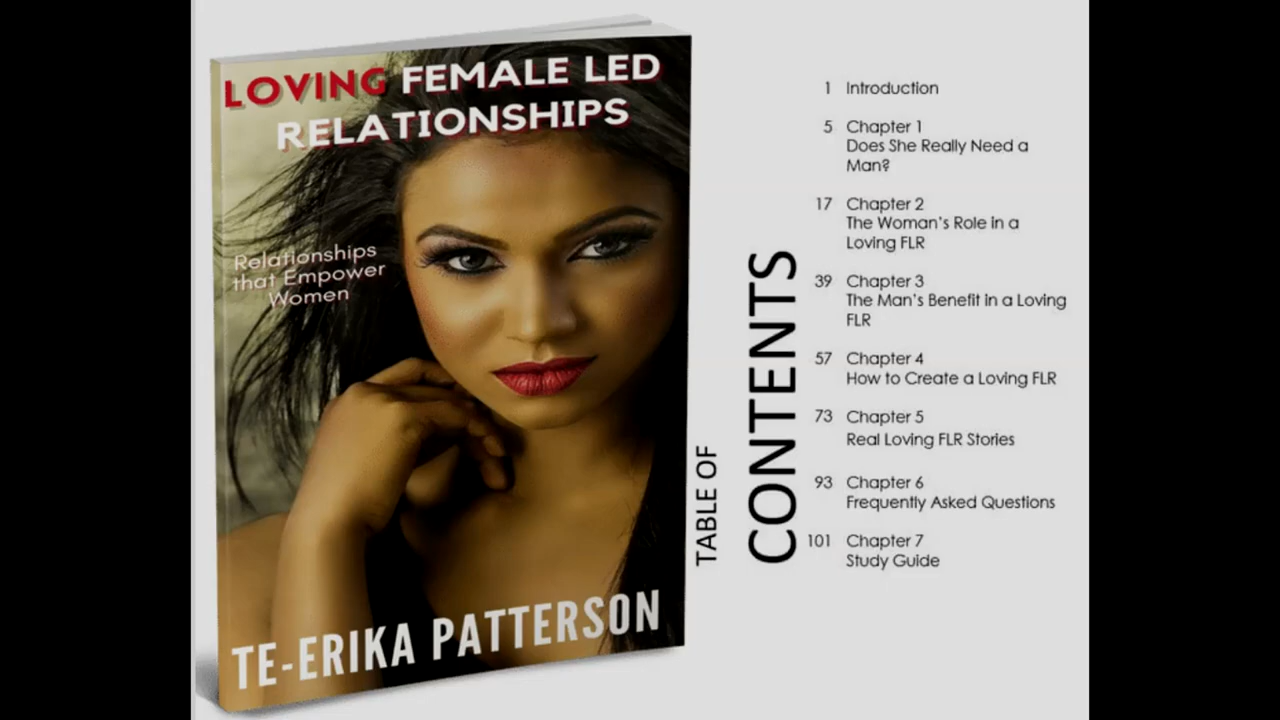 LOVING FEMALE LED
RELATIONSHIPS
Relationships
that Empower
Women
TE-ERIKA PATTERSON
TABLE OF
CONTENTS
1 Introduction
5 Chapter 1
Does She Really Need a
Man?
17 Chapter 2
The Woman's Role in a
Loving FLR
39 Chapter 3
The Man's Benefit in a Loving
FLR
57 Chapter 4
How to Create a Loving FLR
73 Chapter 5
Real Loving FLR Stories
93 Chapter 6
Frequently Asked Questions
101 Chapter 7
Study Guide